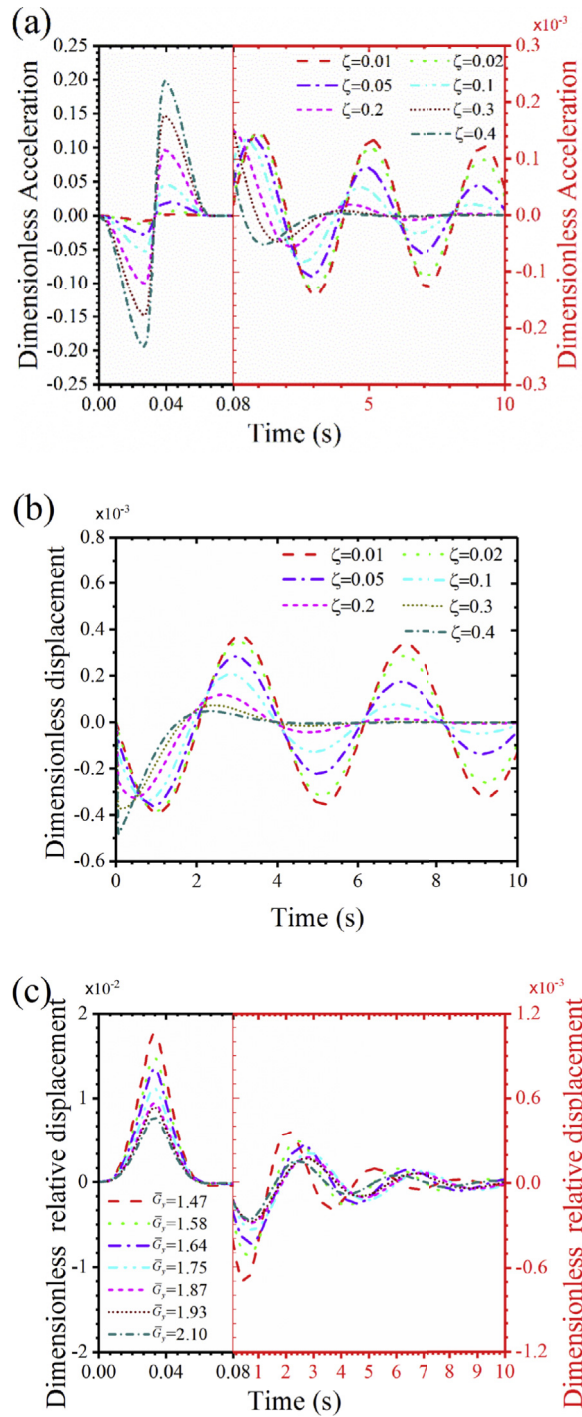 (a)
×10⁻³
0.25
0.20
0.15
0.10
0.05
0.00
-0.05
-0.10
-0.15
-0.20
-0.25
Dimensionless Acceleration
0.3
0.2
0.1
0.0
-0.1
-0.2
-0.3
Dimensionless Acceleration
ζ=0.01 ζ=0.02
ζ=0.05 ζ=0.1
ζ=0.2 ζ=0.3
ζ=0.4
0.00 0.04 0.08 5 10
Time (s)
(b)
×10⁻³
0.8
0.6
0.4
0.2
0.0
-0.2
-0.4
-0.6
Dimensionless displacement
ζ=0.01 ζ=0.02
ζ=0.05 ζ=0.1
ζ=0.2 ζ=0.3
ζ=0.4
0 2 4 6 8 10
Time (s)
(c)
×10⁻² ×10⁻³
2
1
0
-1
-2
Dimensionless relative displacement
1.2
0.6
0.0
-0.6
-1.2
Dimensionless relative displacement
Ḡy=1.47
Ḡy=1.58
Ḡy=1.64
Ḡy=1.75
Ḡy=1.87
Ḡy=1.93
Ḡy=2.10
0.00 0.04 0.08 1 2 3 4 5 6 7 8 9 10
Time (s)